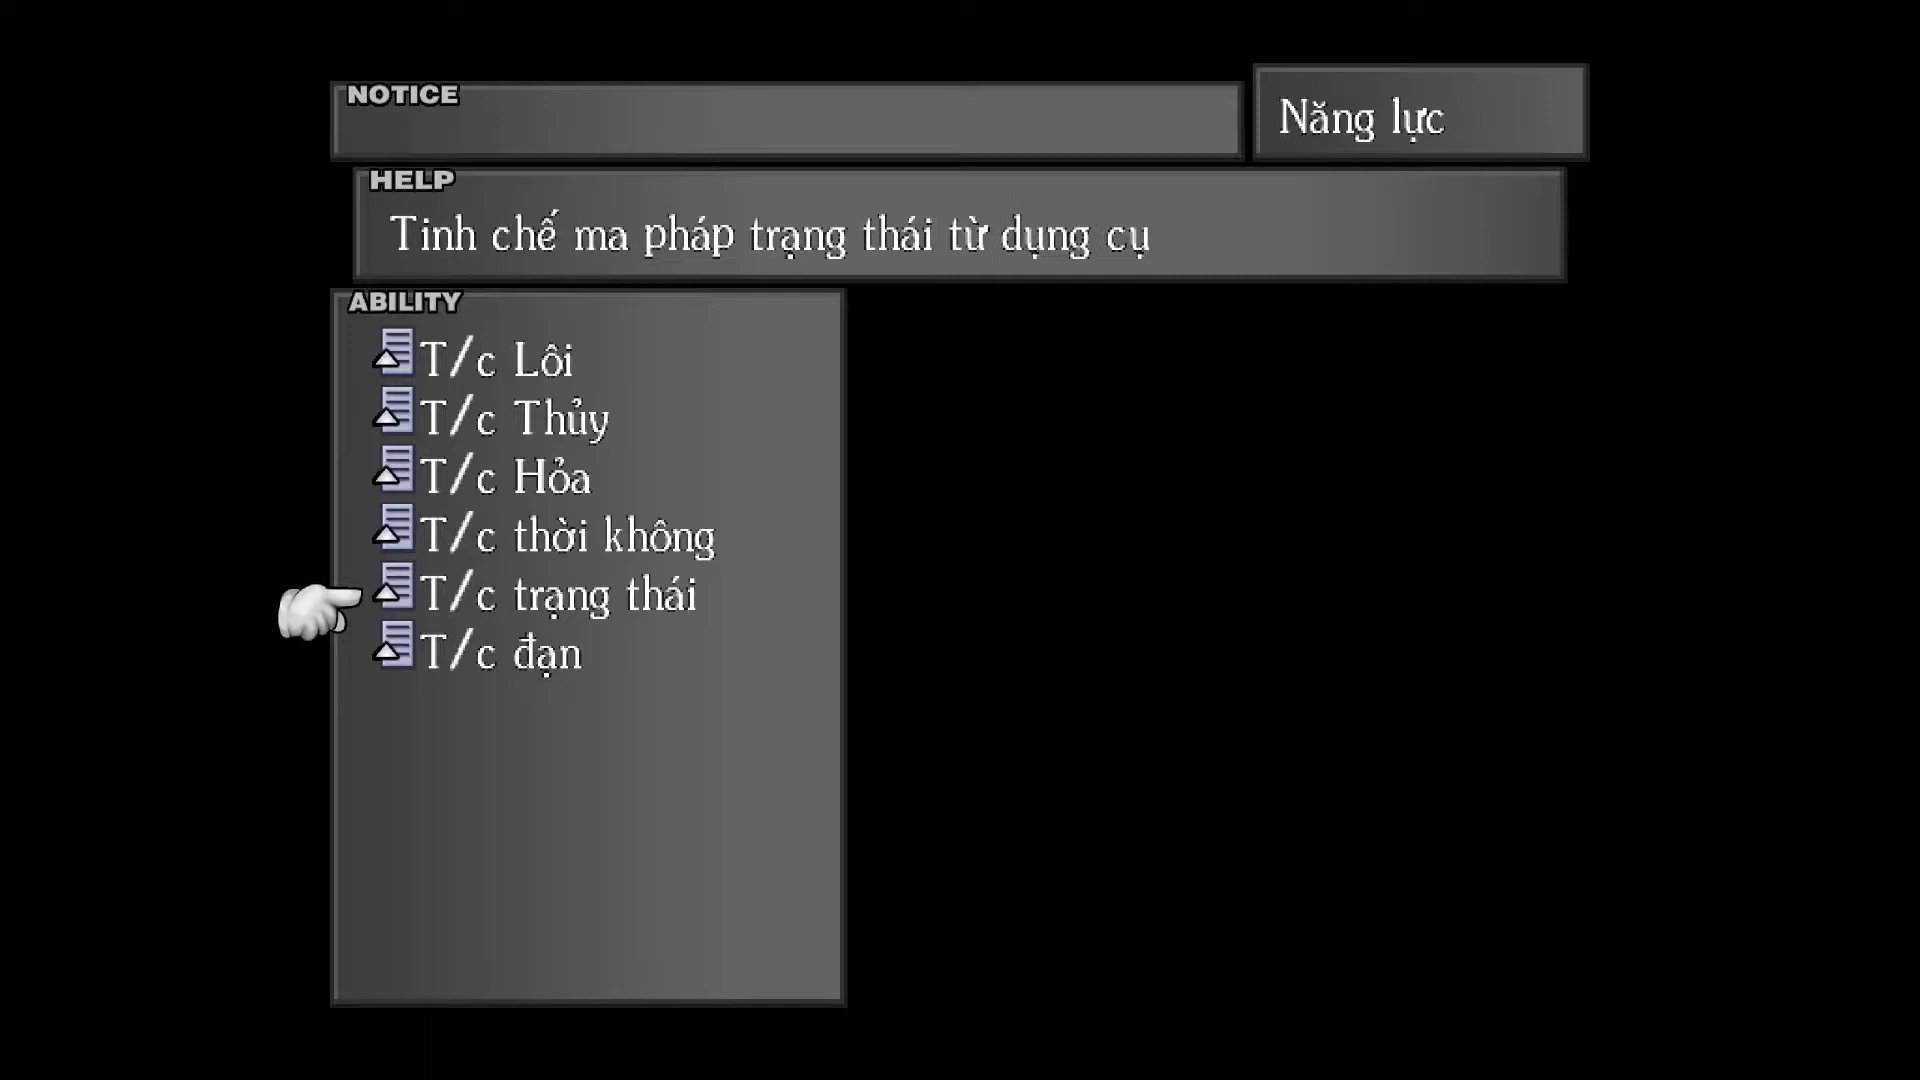 NOTICE
Năng lực
HELP
Tinh chế ma pháp trạng thái từ dụng cụ
ABILITY
T/c Lôi
T/c Thủy
T/c Hỏa
T/c thời không
T/c trạng thái
T/c đạn